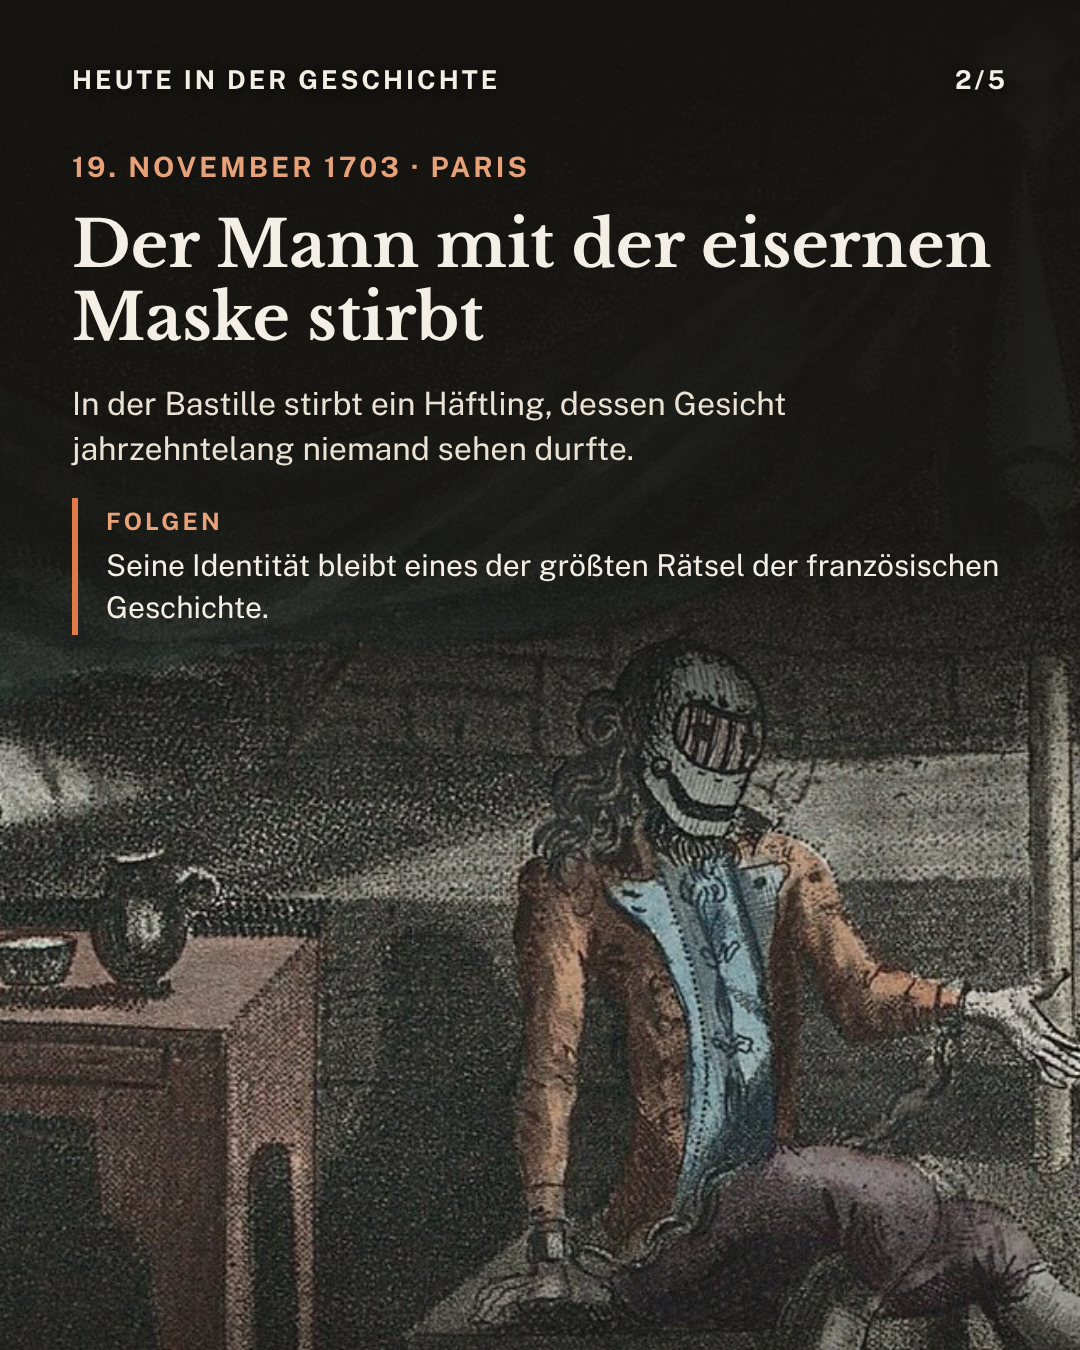 HEUTE IN DER GESCHICHTE
2/5
19. NOVEMBER 1703 · PARIS
Der Mann mit der eisernen
Maske stirbt
In der Bastille stirbt ein Häftling, dessen Gesicht
jahrzehntelang niemand sehen durfte.
FOLGEN
Seine Identität bleibt eines der größten Rätsel der französischen
Geschichte.